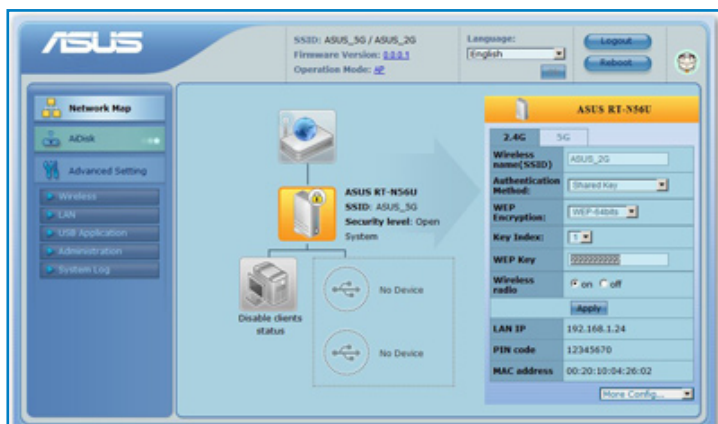 ASUS
SSID: ASUS_5G / ASUS_2G
Firmware Version: 0.0.0.1
Operation Mode: AP
Language:
English
Logout
Reboot
Network Map
AiDisk
Advanced Setting
Wireless
LAN
USB Application
Administration
System Log
ASUS RT-N56U
SSID: ASUS_5G
Security level: Open
System
Disable clients
status
No Device
No Device
ASUS RT-N56U
2.4G 5G
Wireless
name(SSID) ASUS_2G
Authentication
Method: Shared Key
WEP
Encryption: WEP-64bits
Key Index: 1
WEP Key 2222222222
Wireless
radio on off
Apply
LAN IP 192.168.1.24
PIN code 12345670
MAC address 00:20:10:04:26:02
More Config...